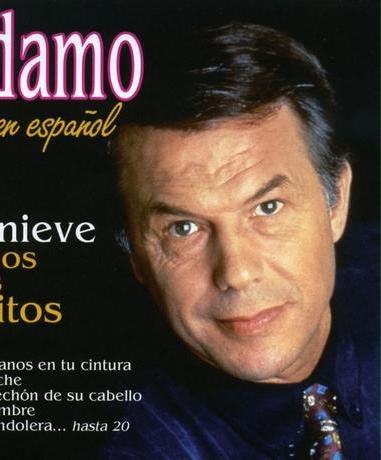 damo
en español
nieve
os
s
itos
anos en tu cintura
che
echón de su cabello
mbre
ndolera... hasta 20